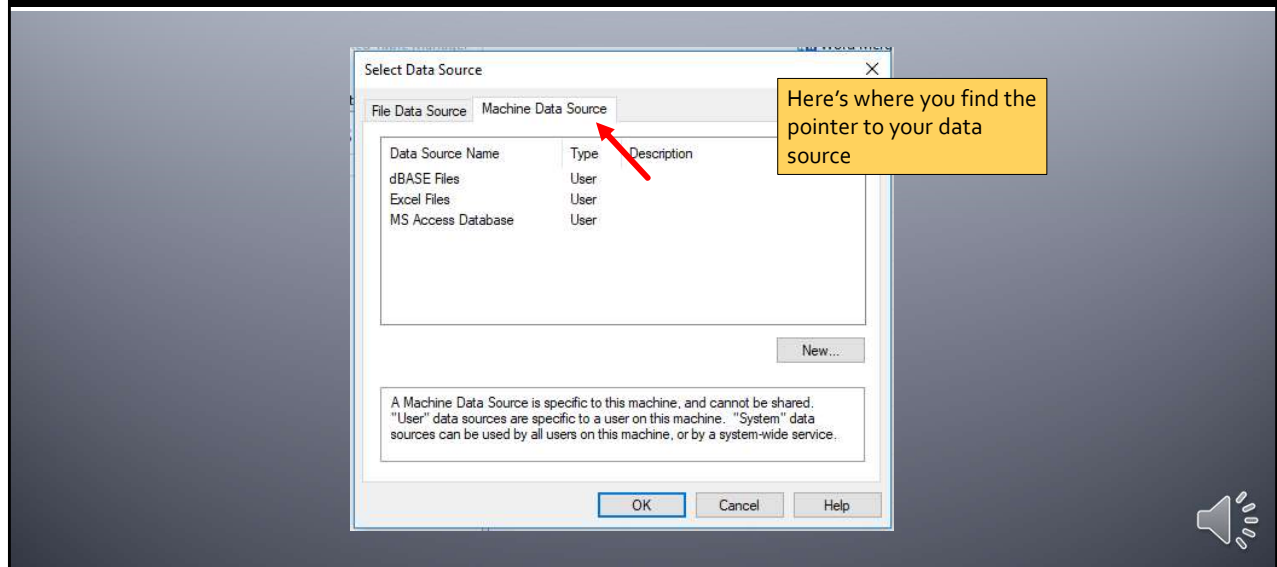 Select Data Source
Here's where you find the
pointer to your data
source
File Data Source Machine Data Source
Data Source Name Type Description
dBASE Files User
Excel Files User
MS Access Database User
New...
A Machine Data Source is specific to this machine, and cannot be shared.
"User" data sources are specific to a user on this machine. "System" data
sources can be used by all users on this machine, or by a system-wide service.
OK Cancel Help